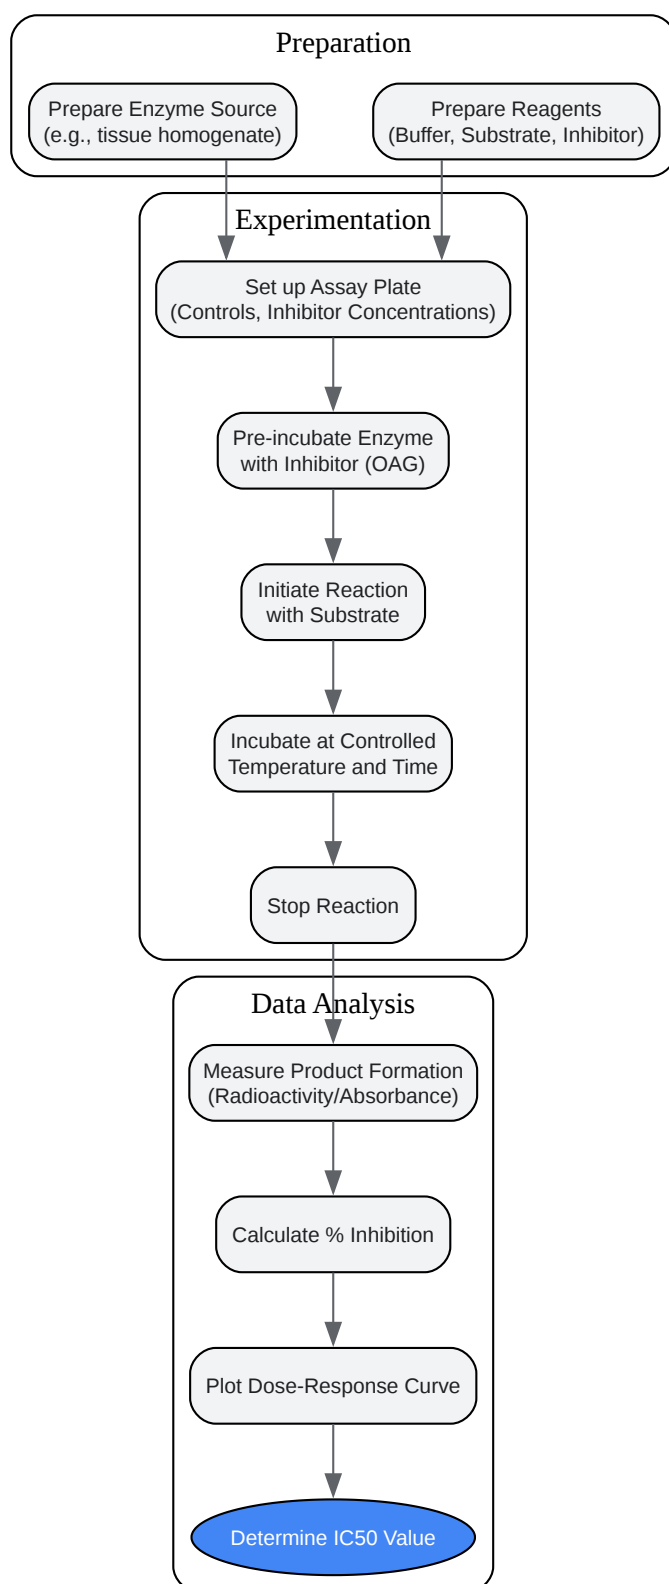 Preparation
Prepare Enzyme Source
(e.g., tissue homogenate)
Prepare Reagents
(Buffer, Substrate, Inhibitor)
Experimentation
Set up Assay Plate
(Controls, Inhibitor Concentrations)
Pre-incubate Enzyme
with Inhibitor (OAG)
Initiate Reaction
with Substrate
Incubate at Controlled
Temperature and Time
Stop Reaction
Data Analysis
Measure Product Formation
(Radioactivity/Absorbance)
Calculate % Inhibition
Plot Dose-Response Curve
Determine IC50 Value